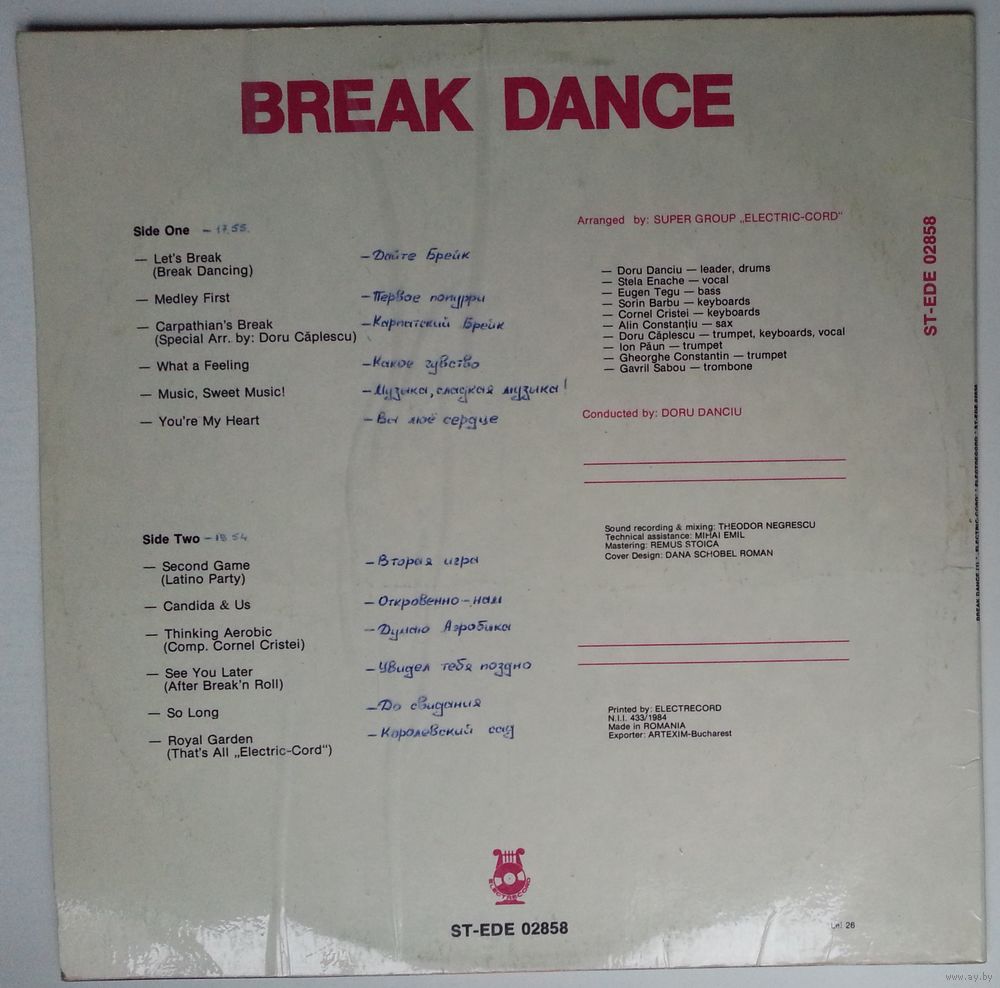 BREAK DANCE
Side One - 17.55.
— Let's Break - Дайте Брейк
(Break Dancing)
— Medley First - Первое попурри
— Carpathian's Break - Карпатский Брейк
(Special Arr. by: Doru Căplescu)
— What a Feeling - Какое чувство
— Music, Sweet Music! - Музыка, сладкая музыка!
— You're My Heart - Вы моё сердце
Side Two - 18 54
— Second Game - Вторая игра
(Latino Party)
— Candida & Us - Откровенно-нам
— Thinking Aerobic - Думаю Аэробика
(Comp. Cornel Cristei)
— See You Later - Увидел тебя поздно
(After Break'n Roll)
— So Long - До свидания
— Royal Garden - Королевский сад
(That's All „Electric-Cord")
Arranged by: SUPER GROUP „ELECTRIC-CORD"
— Doru Danciu — leader, drums
— Stela Enache — vocal
— Eugen Tegu — bass
— Sorin Barbu — keyboards
— Cornel Cristei — keyboards
— Alin Constanțiu — sax
— Doru Căplescu — trumpet, keyboards, vocal
— Ion Păun — trumpet
— Gheorghe Constantin — trumpet
— Gavril Sabou — trombone
Conducted by: DORU DANCIU
Sound recording & mixing: THEODOR NEGRESCU
Technical assistance: MIHAI EMIL
Mastering: REMUS STOICA
Cover Design: DANA SCHOBEL ROMAN
Printed by: ELECTRECORD
N.I.I. 433/1984
Made in ROMANIA
Exporter: ARTEXIM-Bucharest
ST-EDE 02858
ELECTRECORD
ST-EDE 02858
Lei 26
www.ay.by